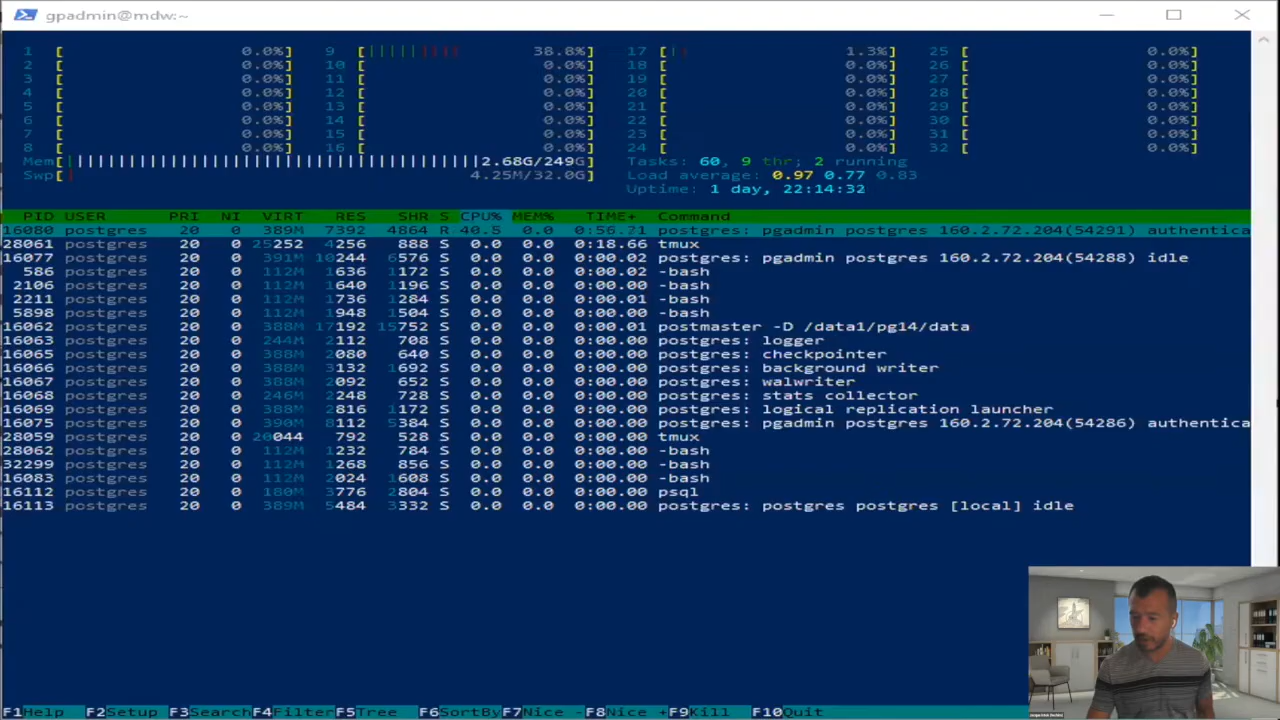 gpadmin@mdw:~
1 [ 0.0%] 9 [||||||||| 38.8%] 17 [|| 1.3%] 25 [ 0.0%]
2 [ 0.0%] 10 [ 0.0%] 18 [ 0.0%] 26 [ 0.0%]
3 [ 0.0%] 11 [ 0.0%] 19 [ 0.0%] 27 [ 0.0%]
4 [ 0.0%] 12 [ 0.0%] 20 [ 0.0%] 28 [ 0.0%]
5 [ 0.0%] 13 [ 0.0%] 21 [ 0.0%] 29 [ 0.0%]
6 [ 0.0%] 14 [ 0.0%] 22 [ 0.0%] 30 [ 0.0%]
7 [ 0.0%] 15 [ 0.0%] 23 [ 0.0%] 31 [ 0.0%]
8 [ 0.0%] 16 [ 0.0%] 24 [ 0.0%] 32 [ 0.0%]
Mem[||||||||||||||||||||||||||||||||||||||||2.68G/249G] Tasks: 60, 9 thr; 2 running
Swp[| 4.25M/32.0G] Load average: 0.97 0.77 0.83
Uptime: 1 day, 22:14:32
PID USER PRI NI VIRT RES SHR S CPU% MEM% TIME+ Command
16080 postgres 20 0 389M 7392 4864 R 40.5 0.0 0:56.71 postgres: pgadmin postgres 160.2.72.204(54291) authentica
28061 postgres 20 0 25252 4256 888 S 0.0 0.0 0:18.66 tmux
16077 postgres 20 0 391M 10244 6576 S 0.0 0.0 0:00.02 postgres: pgadmin postgres 160.2.72.204(54288) idle
586 postgres 20 0 112M 1636 1172 S 0.0 0.0 0:00.02 -bash
2106 postgres 20 0 112M 1640 1196 S 0.0 0.0 0:00.00 -bash
2211 postgres 20 0 112M 1736 1284 S 0.0 0.0 0:00.01 -bash
5898 postgres 20 0 112M 1948 1504 S 0.0 0.0 0:00.00 -bash
16062 postgres 20 0 388M 17192 15752 S 0.0 0.0 0:00.01 postmaster -D /data1/pg14/data
16063 postgres 20 0 244M 2112 708 S 0.0 0.0 0:00.00 postgres: logger
16065 postgres 20 0 388M 2080 640 S 0.0 0.0 0:00.00 postgres: checkpointer
16066 postgres 20 0 388M 3132 1692 S 0.0 0.0 0:00.00 postgres: background writer
16067 postgres 20 0 388M 2092 652 S 0.0 0.0 0:00.00 postgres: walwriter
16068 postgres 20 0 246M 2248 728 S 0.0 0.0 0:00.00 postgres: stats collector
16069 postgres 20 0 388M 2816 1172 S 0.0 0.0 0:00.00 postgres: logical replication launcher
16075 postgres 20 0 390M 8112 5384 S 0.0 0.0 0:00.00 postgres: pgadmin postgres 160.2.72.204(54286) authentica
28059 postgres 20 0 20044 792 528 S 0.0 0.0 0:00.00 tmux
28062 postgres 20 0 112M 1232 784 S 0.0 0.0 0:00.00 -bash
32299 postgres 20 0 112M 1268 856 S 0.0 0.0 0:00.00 -bash
16083 postgres 20 0 112M 2024 1608 S 0.0 0.0 0:00.00 -bash
16112 postgres 20 0 180M 3776 2804 S 0.0 0.0 0:00.00 psql
16113 postgres 20 0 389M 5484 3332 S 0.0 0.0 0:00.00 postgres: postgres postgres [local] idle
F1Help F2Setup F3SearchF4FilterF5Tree F6SortByF7Nice -F8Nice +F9Kill F10Quit